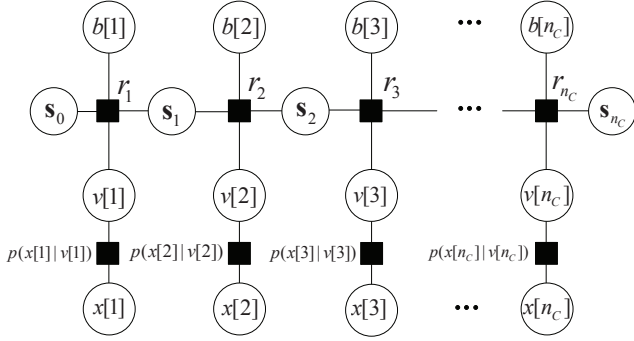 b[1] b[2] b[3] ··· b[n_C]
r_1 r_2 r_3 r_{n_C}
s_0 s_1 s_2 ··· s_{n_C}
v[1] v[2] v[3] v[n_C]
p(x[1]|v[1]) p(x[2]|v[2]) p(x[3]|v[3]) p(x[n_C]|v[n_C])
x[1] x[2] x[3] ··· x[n_C]